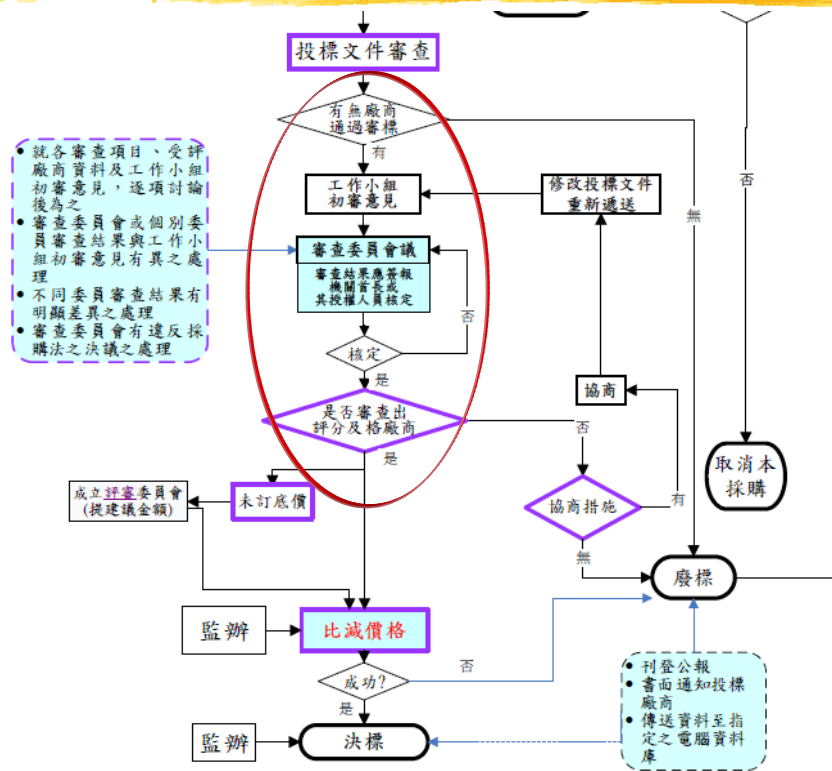 投標文件審查
有無廠商
通過審標
有
無
否
• 就各審查項目、受評
廠商資料及工作小組
初審意見，逐項討論
後為之
• 審查委員會或個別委
員審查結果與工作小
組初審意見有異之處
理
• 不同委員審查結果有
明顯差異之處理
• 審查委員會有違反採
購法之決議之處理
工作小組
初審意見
修改投標文件
重新遞送
審查委員會議
審查結果應簽報
機關首長或
其授權人員核定
否
核定
是
協商
是否審查出
評分及格廠商
否
是
取消本
採購
成立評審委員會
(提建議金額)
未訂底價
協商措施
有
無
廢標
監辦
比減價格
否
成功?
是
監辦
決標
• 刊登公報
• 書面通知投標
廠商
• 傳送資料至指
定之電腦資料
庫